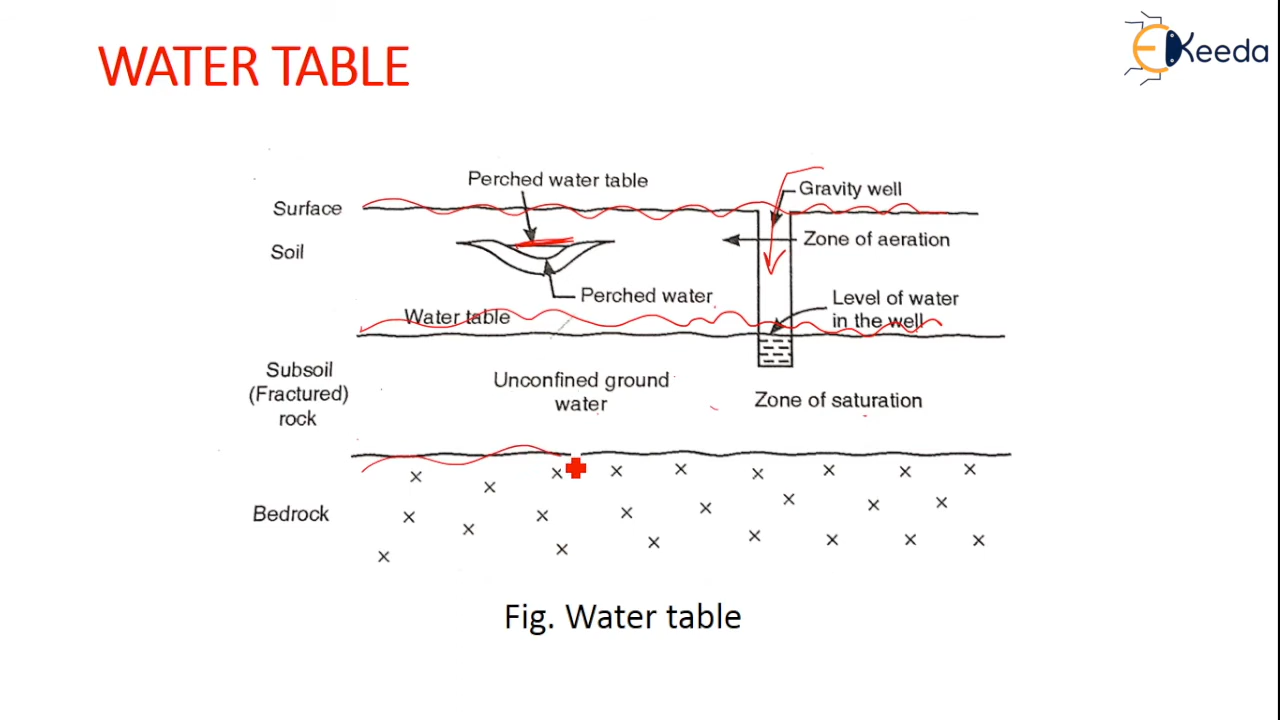 WATER TABLE
EKeeda
Perched water table
Gravity well
Surface
Zone of aeration
Soil
Perched water
Level of water
in the well
Water table
Subsoil
(Fractured)
rock
Unconfined ground
water
Zone of saturation
Bedrock
Fig. Water table